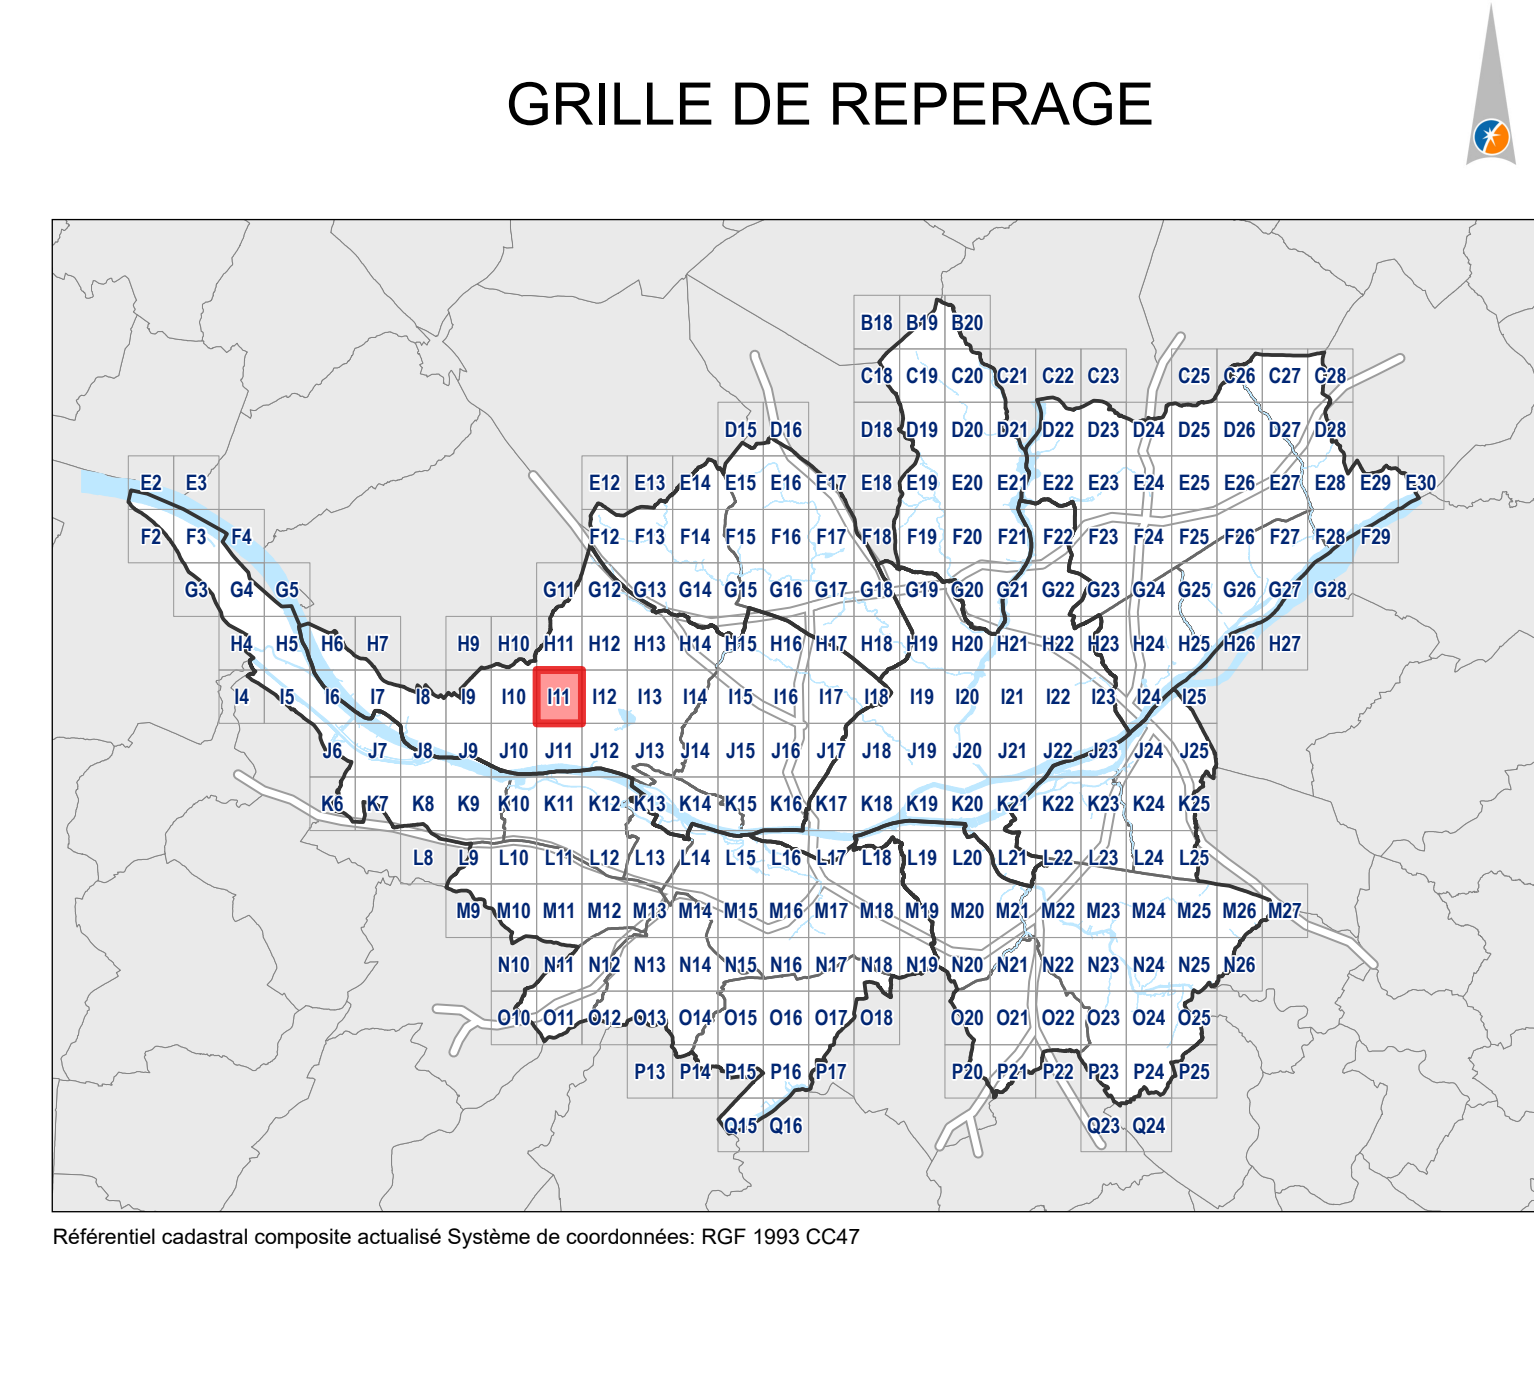 GRILLE DE REPERAGE
B18 B19 B20
C18 C19 C20 C21 C22 C23 C25 C26 C27 C28
D15 D16 D18 D19 D20 D21 D22 D23 D24 D25 D26 D27 D28
E2 E3 E12 E13 E14 E15 E16 E17 E18 E19 E20 E21 E22 E23 E24 E25 E26 E27 E28 E29 E30
F2 F3 F4 F12 F13 F14 F15 F16 F17 F18 F19 F20 F21 F22 F23 F24 F25 F26 F27 F28 F29
G3 G4 G5 G11 G12 G13 G14 G15 G16 G17 G18 G19 G20 G21 G22 G23 G24 G25 G26 G27 G28
H4 H5 H6 H7 H9 H10 H11 H12 H13 H14 H15 H16 H17 H18 H19 H20 H21 H22 H23 H24 H25 H26 H27
I4 I5 I6 I7 I8 I9 I10 I11 I12 I13 I14 I15 I16 I17 I18 I19 I20 I21 I22 I23 I24 I25
J6 J7 J8 J9 J10 J11 J12 J13 J14 J15 J16 J17 J18 J19 J20 J21 J22 J23 J24 J25
K6 K7 K8 K9 K10 K11 K12 K13 K14 K15 K16 K17 K18 K19 K20 K21 K22 K23 K24 K25
L8 L9 L10 L11 L12 L13 L14 L15 L16 L17 L18 L19 L20 L21 L22 L23 L24 L25
M9 M10 M11 M12 M13 M14 M15 M16 M17 M18 M19 M20 M21 M22 M23 M24 M25 M26 M27
N10 N11 N12 N13 N14 N15 N16 N17 N18 N19 N20 N21 N22 N23 N24 N25 N26
O10 O11 O12 O13 O14 O15 O16 O17 O18 O20 O21 O22 O23 O24 O25
P13 P14 P15 P16 P17 P20 P21 P22 P23 P24 P25
Q15 Q16 Q23 Q24
Référentiel cadastral composite actualisé Système de coordonnées: RGF 1993 CC47